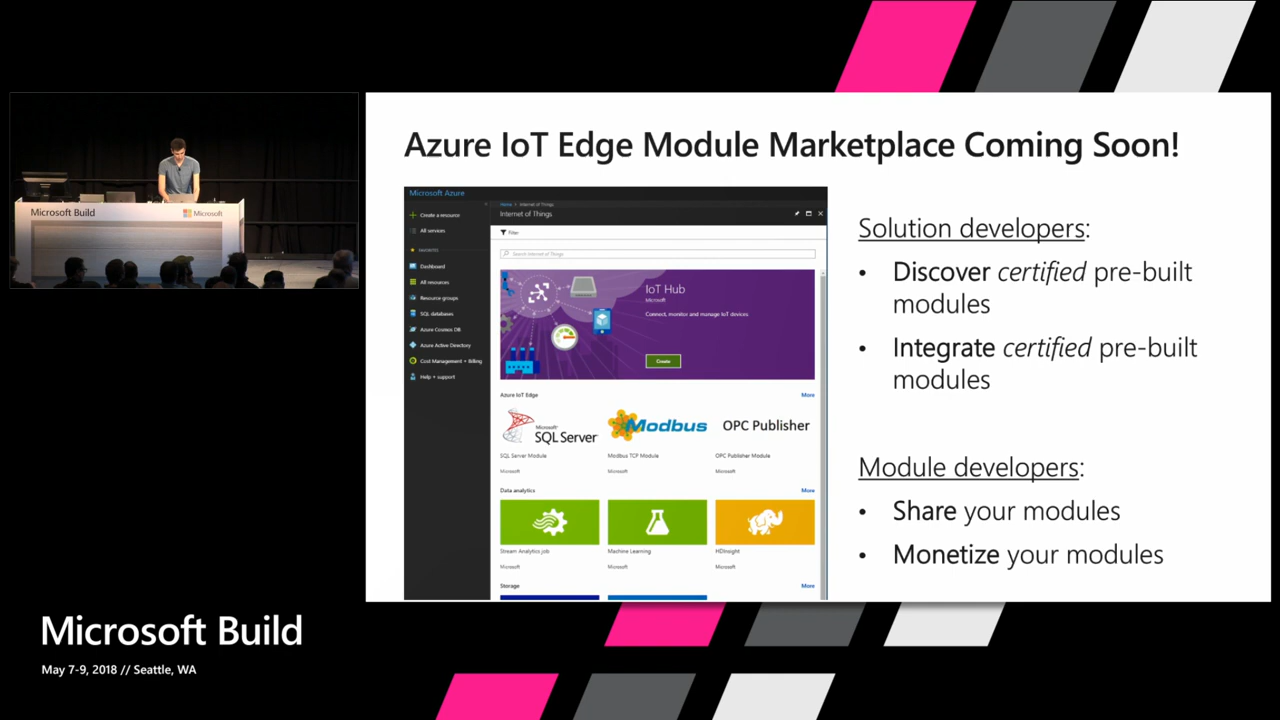 Azure IoT Edge Module Marketplace Coming Soon!
Microsoft Build
Microsoft
Microsoft Azure
Create a resource
All services
FAVORITES
Dashboard
All resources
Resource groups
SQL databases
Azure Cosmos DB
Azure Active Directory
Cost Management + Billing
Help + support
Home > Internet of Things
Internet of Things
Filter
Search Internet of Things
IoT Hub
Microsoft
Connect, monitor and manage IoT devices
Create
Azure IoT Edge More
Microsoft SQL Server Modbus OPC Publisher
SQL Server Module Modbus TCP Module OPC Publisher Module
Microsoft Microsoft Microsoft
Data analytics More
Stream Analytics job Machine Learning HDInsight
Microsoft Microsoft Microsoft
Storage More
Solution developers:
• Discover certified pre-built
modules
• Integrate certified pre-built
modules
Module developers:
• Share your modules
• Monetize your modules
Microsoft Build
May 7-9, 2018 // Seattle, WA